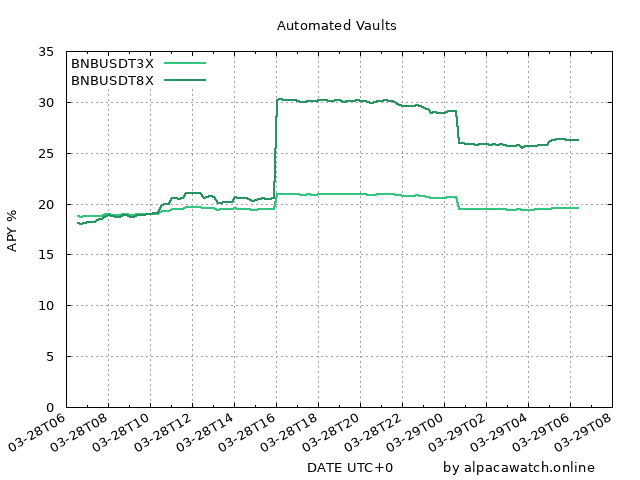 Automated Vaults
BNBUSDT3X
BNBUSDT8X
35
30
25
20
15
10
5
0
APY %
03-28T06
03-28T08
03-28T10
03-28T12
03-28T14
03-28T16
03-28T18
03-28T20
03-28T22
03-29T00
03-29T02
03-29T04
03-29T06
03-29T08
DATE UTC+0
by alpacawatch.online